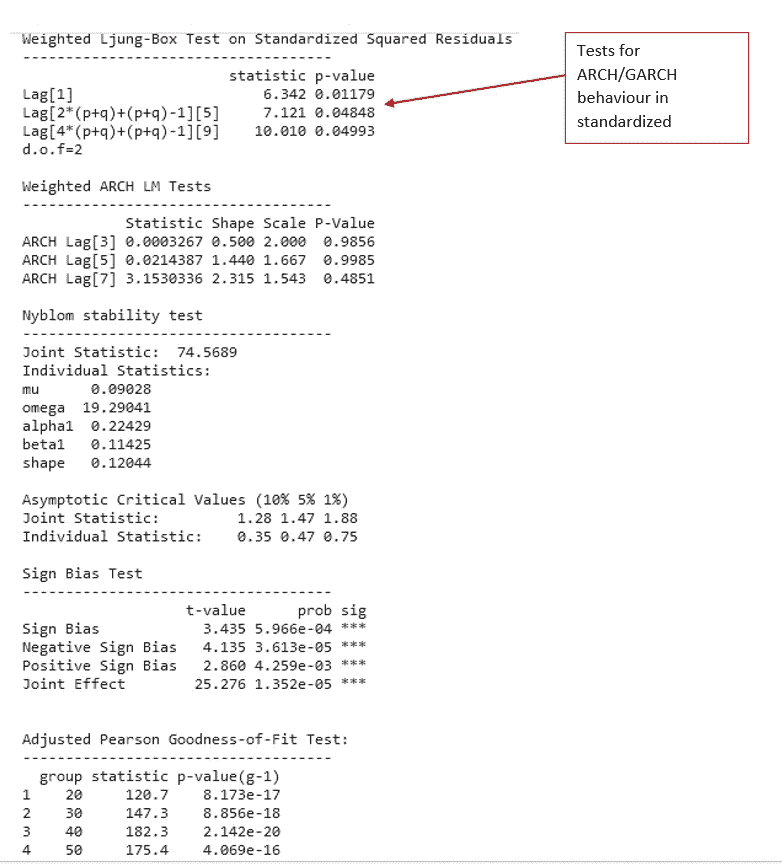 Weighted Ljung-Box Test on Standardized Squared Residuals
------------------------------------
                        statistic p-value
Lag[1]                      6.342 0.01179
Lag[2*(p+q)+(p+q)-1][5]     7.121 0.04848
Lag[4*(p+q)+(p+q)-1][9]    10.010 0.04993
d.o.f=2
Tests for
ARCH/GARCH
behaviour in
standardized
Weighted ARCH LM Tests
------------------------------------
            Statistic Shape Scale P-Value
ARCH Lag[3] 0.0003267 0.500 2.000  0.9856
ARCH Lag[5] 0.0214387 1.440 1.667  0.9985
ARCH Lag[7] 3.1530336 2.315 1.543  0.4851
Nyblom stability test
------------------------------------
Joint Statistic:  74.5689
Individual Statistics:
mu      0.09028
omega  19.29041
alpha1  0.22429
beta1   0.11425
shape   0.12044
Asymptotic Critical Values (10% 5% 1%)
Joint Statistic:         1.28 1.47 1.88
Individual Statistic:    0.35 0.47 0.75
Sign Bias Test
------------------------------------
                   t-value      prob sig
Sign Bias            3.435 5.966e-04 ***
Negative Sign Bias   4.135 3.613e-05 ***
Positive Sign Bias   2.860 4.259e-03 ***
Joint Effect        25.276 1.352e-05 ***
Adjusted Pearson Goodness-of-Fit Test:
------------------------------------
  group statistic p-value(g-1)
1    20     120.7    8.173e-17
2    30     147.3    8.856e-18
3    40     182.3    2.142e-20
4    50     175.4    4.069e-16